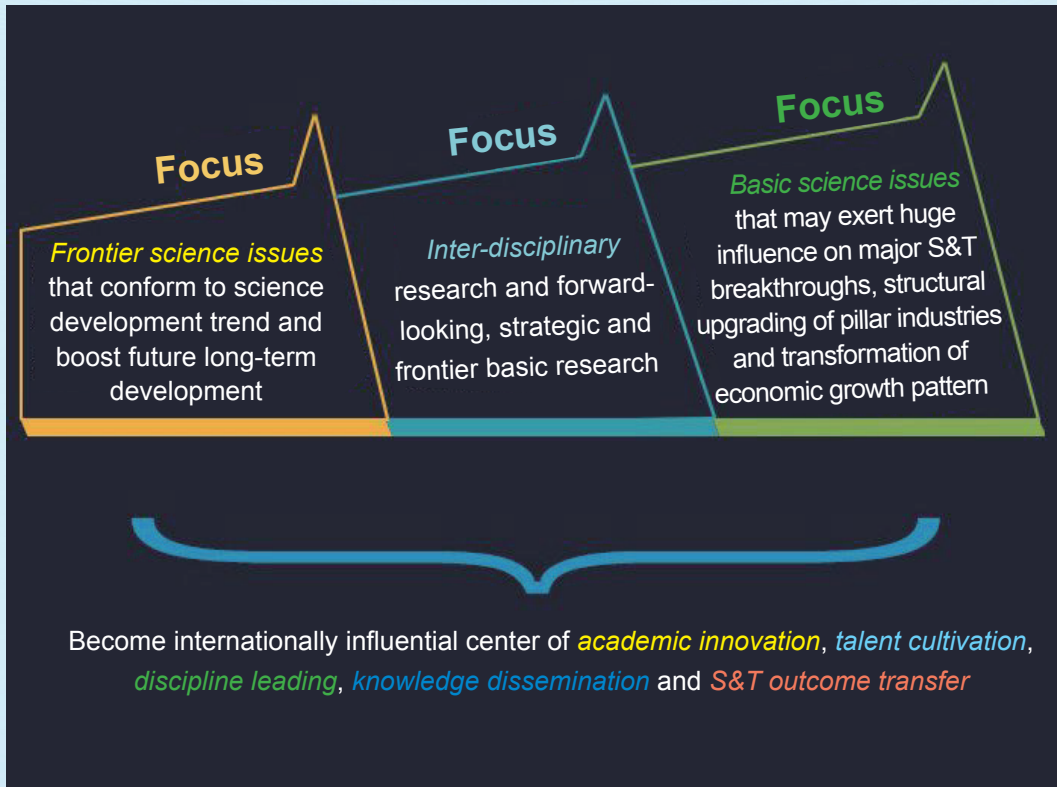 Focus
Frontier science issues
that conform to science
development trend and
boost future long-term
development
Focus
Inter-disciplinary
research and forward-
looking, strategic and
frontier basic research
Focus
Basic science issues
that may exert huge
influence on major S&T
breakthroughs, structural
upgrading of pillar industries
and transformation of
economic growth pattern
Become internationally influential center of academic innovation, talent cultivation,
discipline leading, knowledge dissemination and S&T outcome transfer